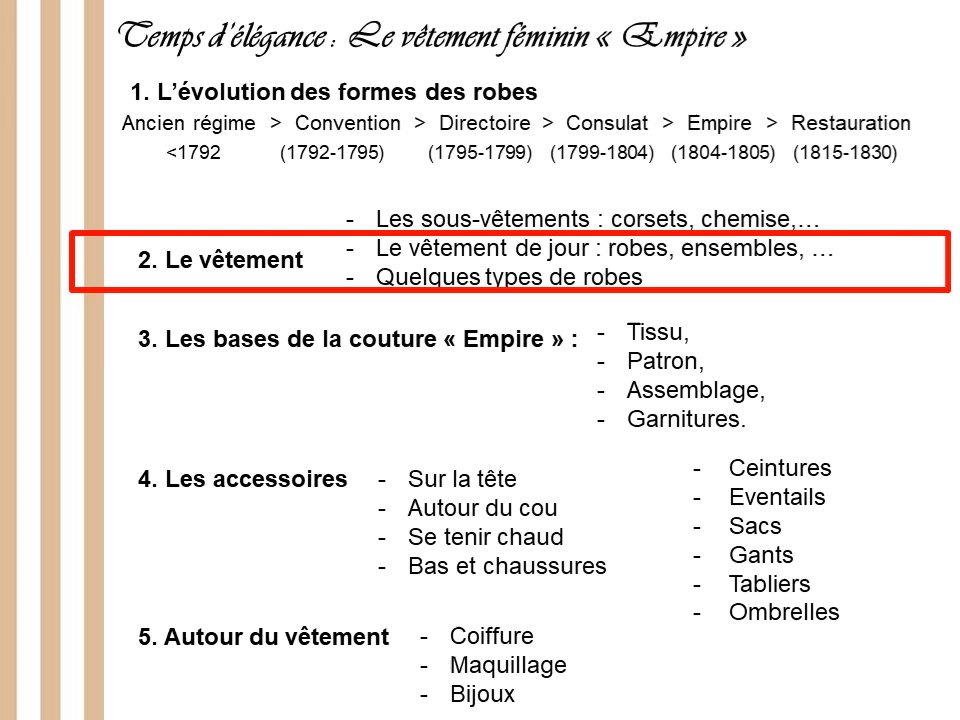 Temps d'élégance : Le vêtement féminin « Empire »
1. L’évolution des formes des robes
Ancien régime > Convention > Directoire > Consulat > Empire > Restauration
<1792 (1792-1795) (1795-1799) (1799-1804) (1804-1805) (1815-1830)
2. Le vêtement
- Les sous-vêtements : corsets, chemise,…
- Le vêtement de jour : robes, ensembles, …
- Quelques types de robes
3. Les bases de la couture « Empire » :
- Tissu,
- Patron,
- Assemblage,
- Garnitures.
4. Les accessoires
- Sur la tête
- Autour du cou
- Se tenir chaud
- Bas et chaussures
- Ceintures
- Eventails
- Sacs
- Gants
- Tabliers
- Ombrelles
5. Autour du vêtement
- Coiffure
- Maquillage
- Bijoux